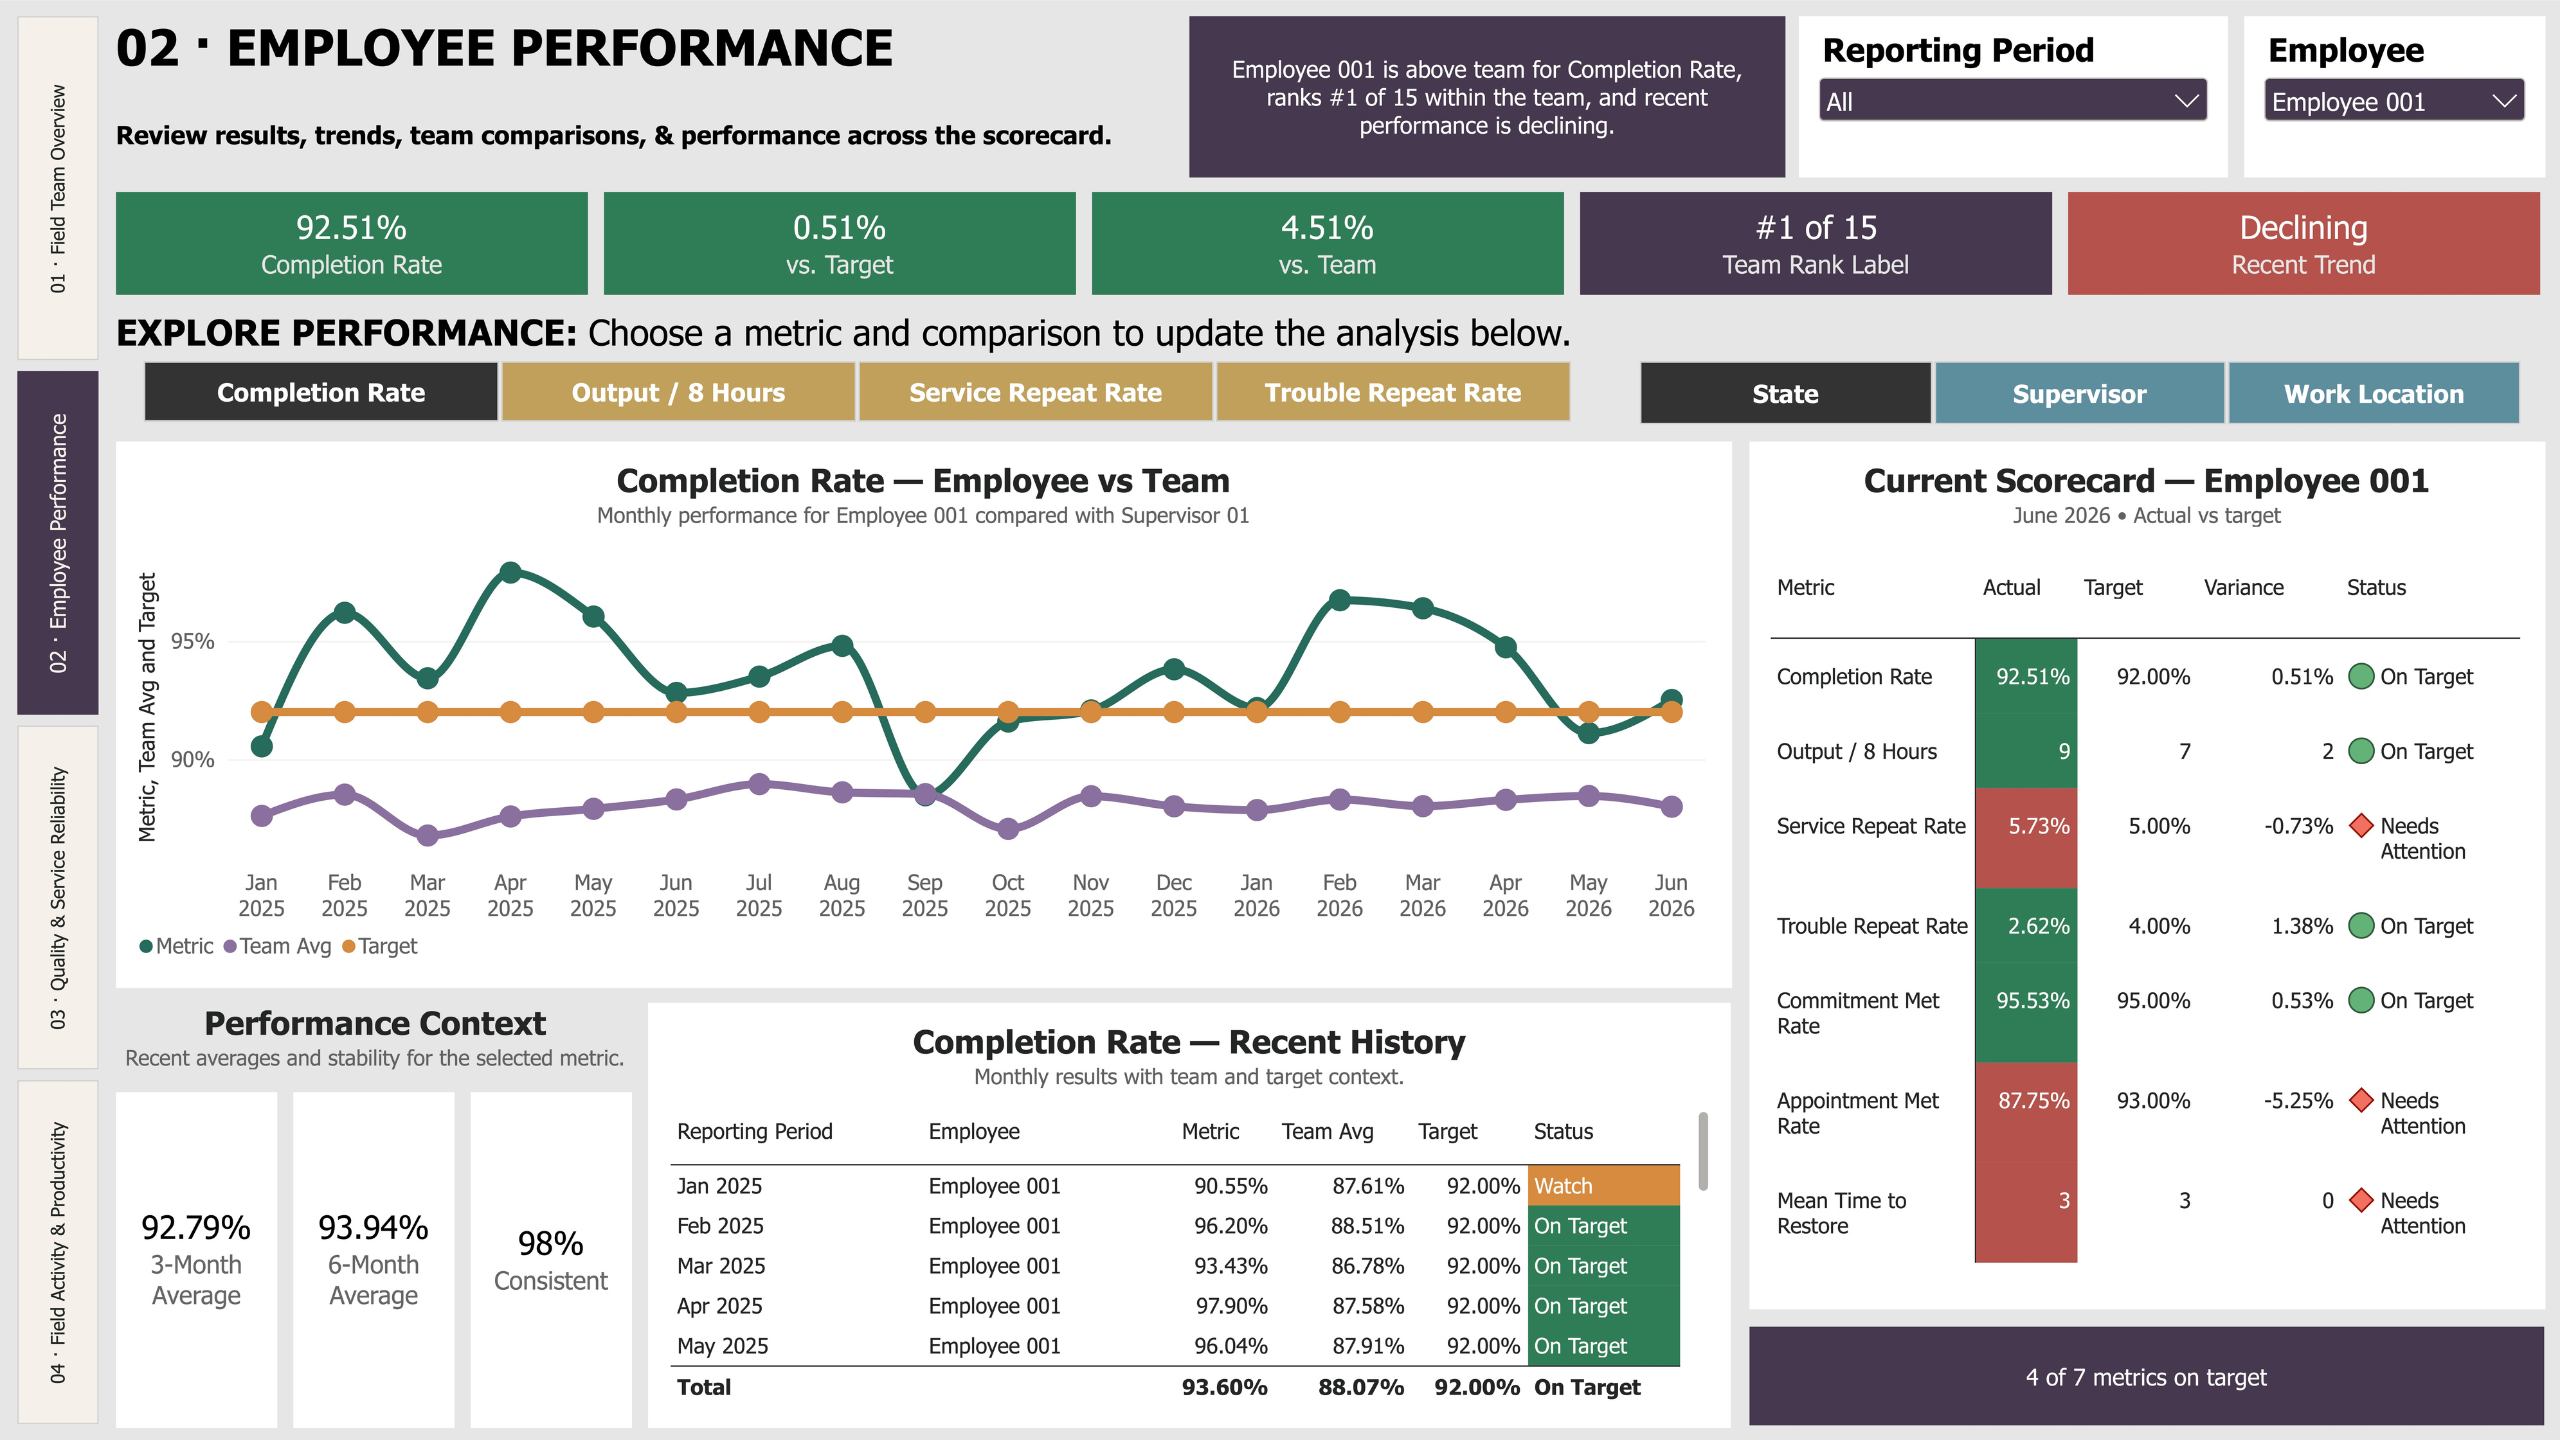 01 · Field Team Overview
02 · Employee Performance
03 · Quality & Service Reliability
04 · Field Activity & Productivity
02 · EMPLOYEE PERFORMANCE
Review results, trends, team comparisons, & performance across the scorecard.
Employee 001 is above team for Completion Rate,
ranks #1 of 15 within the team, and recent
performance is declining.
Reporting Period
All
Employee
Employee 001
92.51%
Completion Rate
0.51%
vs. Target
4.51%
vs. Team
#1 of 15
Team Rank Label
Declining
Recent Trend
EXPLORE PERFORMANCE: Choose a metric and comparison to update the analysis below.
Completion Rate Output / 8 Hours Service Repeat Rate Trouble Repeat Rate
State Supervisor Work Location
Completion Rate — Employee vs Team
Monthly performance for Employee 001 compared with Supervisor 01
Metric, Team Avg and Target
95%
90%
Jan Feb Mar Apr May Jun Jul Aug Sep Oct Nov Dec Jan Feb Mar Apr May Jun
2025 2025 2025 2025 2025 2025 2025 2025 2025 2025 2025 2025 2026 2026 2026 2026 2026 2026
Metric Team Avg Target
Current Scorecard — Employee 001
June 2026 • Actual vs target
Metric Actual Target Variance Status
Completion Rate 92.51% 92.00% 0.51% On Target
Output / 8 Hours 9 7 2 On Target
Service Repeat Rate 5.73% 5.00% -0.73% Needs
Attention
Trouble Repeat Rate 2.62% 4.00% 1.38% On Target
Commitment Met 95.53% 95.00% 0.53% On Target
Rate
Appointment Met 87.75% 93.00% -5.25% Needs
Rate Attention
Mean Time to 3 3 0 Needs
Restore Attention
4 of 7 metrics on target
Performance Context
Recent averages and stability for the selected metric.
92.79%
3-Month
Average
93.94%
6-Month
Average
98%
Consistent
Completion Rate — Recent History
Monthly results with team and target context.
Reporting Period Employee Metric Team Avg Target Status
Jan 2025 Employee 001 90.55% 87.61% 92.00% Watch
Feb 2025 Employee 001 96.20% 88.51% 92.00% On Target
Mar 2025 Employee 001 93.43% 86.78% 92.00% On Target
Apr 2025 Employee 001 97.90% 87.58% 92.00% On Target
May 2025 Employee 001 96.04% 87.91% 92.00% On Target
Total 93.60% 88.07% 92.00% On Target